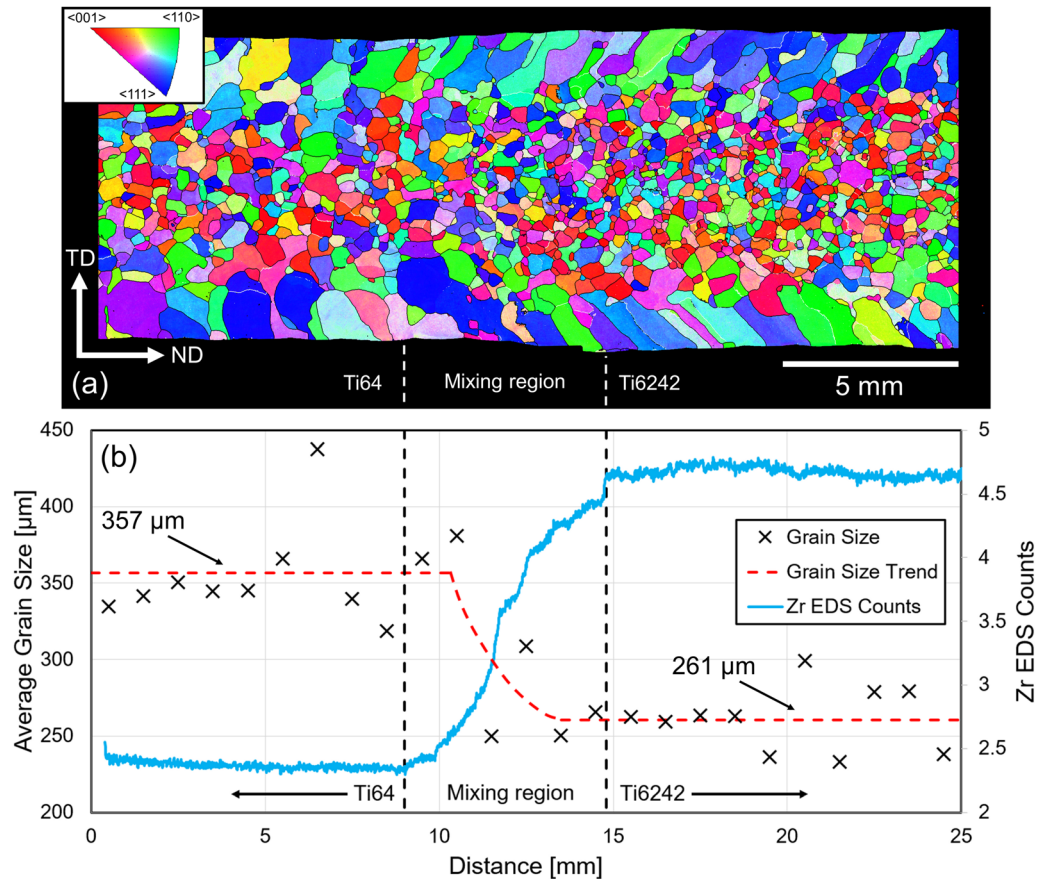 <001> <110>
<111>
TD
ND
(a)
Ti64 Mixing region Ti6242
5 mm
(b)
450 5
400 4.5
350 4
300 3.5
250 3
200 2.5
2
Average Grain Size [µm]
Zr EDS Counts
357 µm
Grain Size
Grain Size Trend
Zr EDS Counts
261 µm
Ti64 Mixing region Ti6242
0 5 10 15 20 25
Distance [mm]